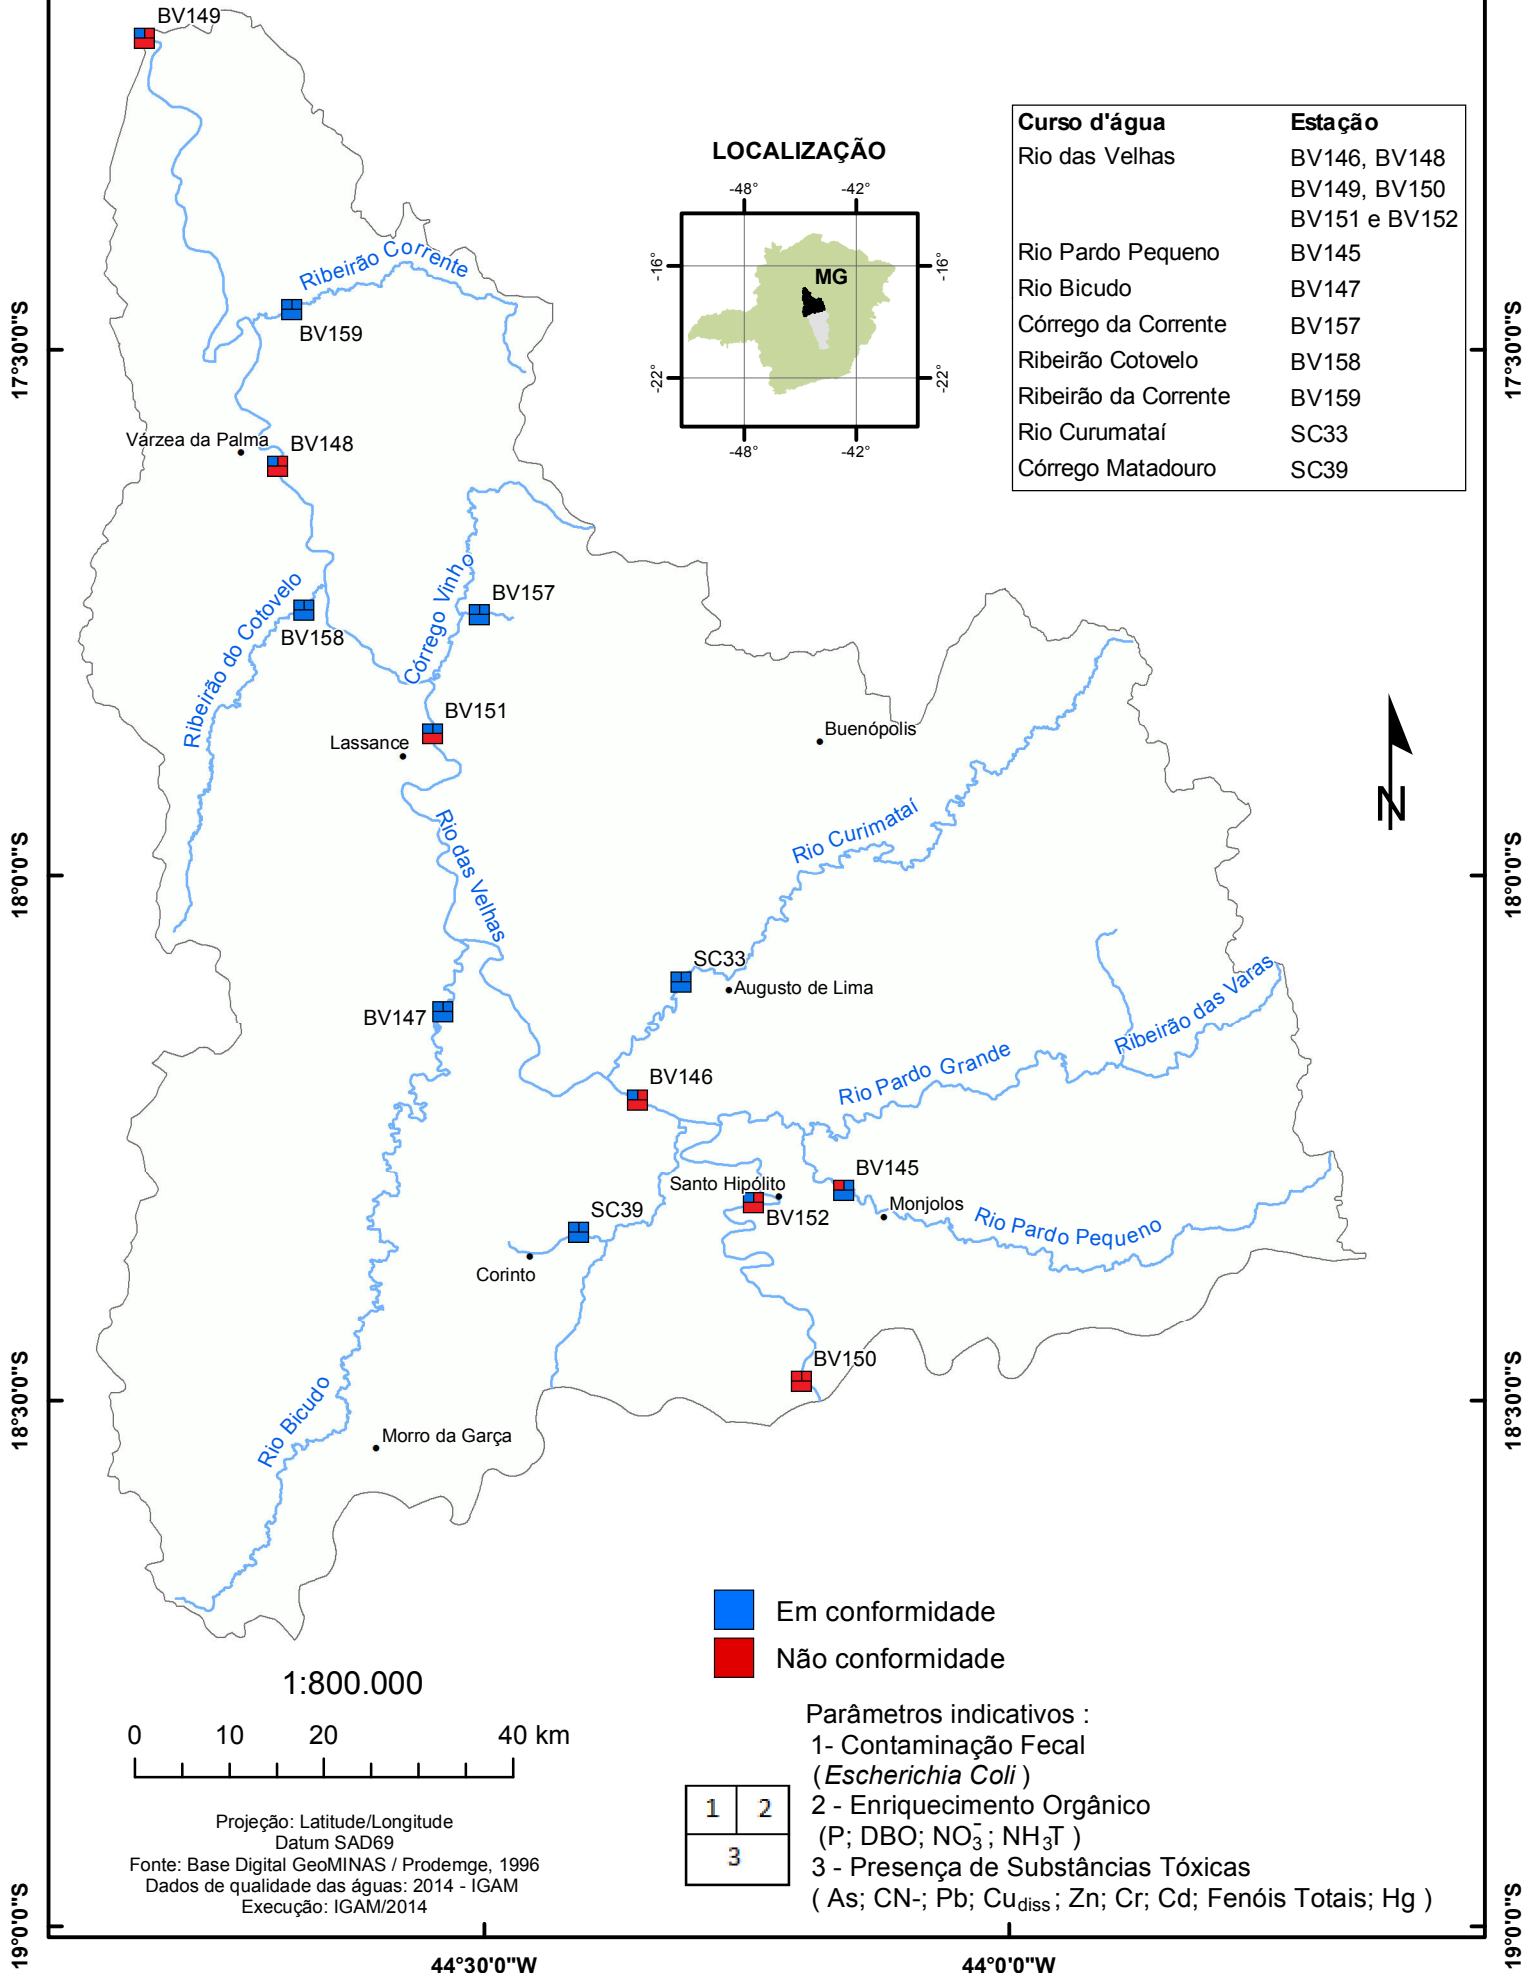 BV149
LOCALIZAÇÃO
-48°
-42°
-16°
-16°
MG
-22°
-22°
-48°
-42°
Curso d'água Estação
Rio das Velhas BV146, BV148
BV149, BV150
BV151 e BV152
Rio Pardo Pequeno BV145
Rio Bicudo BV147
Córrego da Corrente BV157
Ribeirão Cotovelo BV158
Ribeirão da Corrente BV159
Rio Curumataí SC33
Córrego Matadouro SC39
Ribeirão Corrente
BV159
17°30'0"S
17°30'0"S
Várzea da Palma
BV148
Córrego Vinho
BV157
Ribeirão do Cotovelo
BV158
BV151
Lassance
Buenópolis
N
Rio das Velhas
Rio Curimataí
18°0'0"S
18°0'0"S
SC33
Augusto de Lima
BV147
Ribeirão das Varas
Rio Pardo Grande
BV146
BV145
Santo Hipólito
BV152
Monjolos
Rio Pardo Pequeno
SC39
Corinto
BV150
18°30'0"S
18°30'0"S
Rio Bicudo
Morro da Garça
Em conformidade
Não conformidade
1:800.000
0 10 20 40 km
Projeção: Latitude/Longitude
Datum SAD69
Fonte: Base Digital GeoMINAS / Prodemge, 1996
Dados de qualidade das águas: 2014 - IGAM
Execução: IGAM/2014
Parâmetros indicativos :
1- Contaminação Fecal
(Escherichia Coli )
2 - Enriquecimento Orgânico
(P; DBO; NO₃⁻; NH₃T )
3 - Presença de Substâncias Tóxicas
( As; CN-; Pb; Cu_diss; Zn; Cr; Cd; Fenóis Totais; Hg )
1 2
3
19°0'0"S
19°0'0"S
44°30'0"W
44°0'0"W